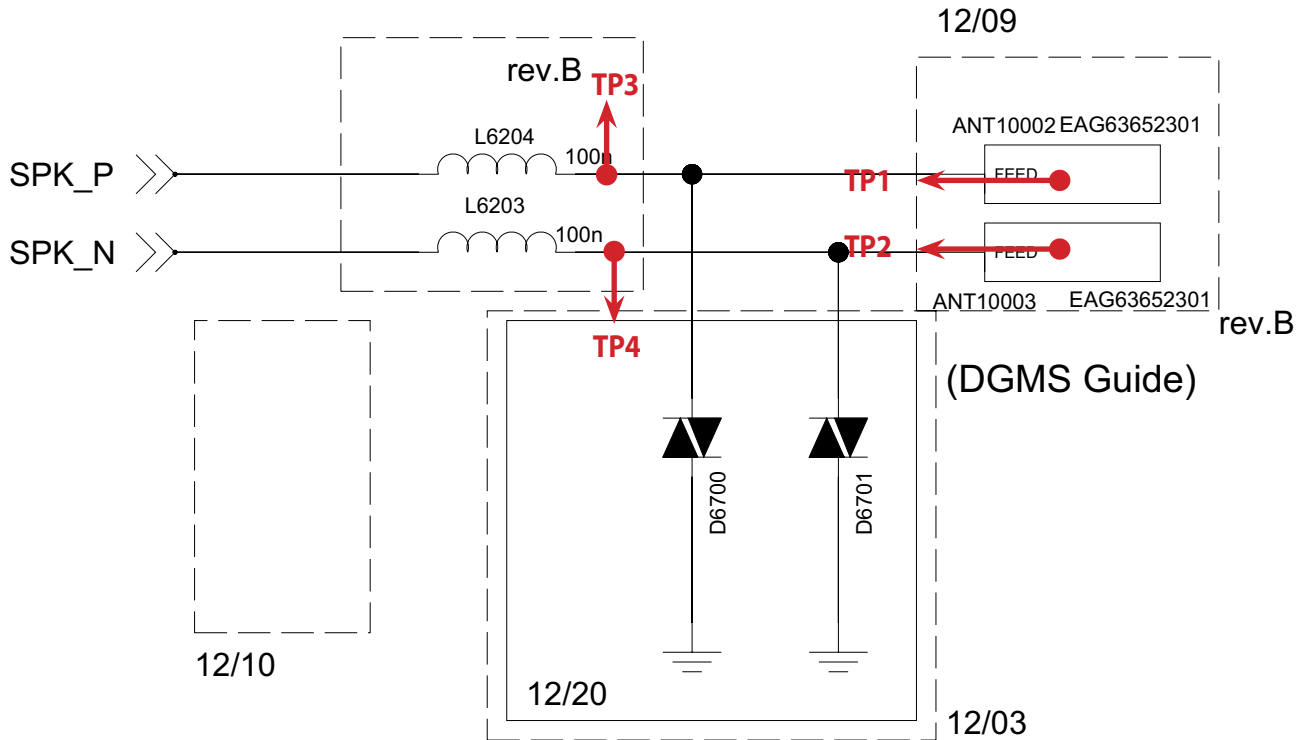 12/09
rev.B
TP3
ANT10002 EAG63652301
L6204
100n
SPK_P
TP1
FEED
L6203
100n
SPK_N
TP2
FEED
ANT10003
EAG63652301
rev.B
TP4
(DGMS Guide)
D6700
D6701
12/10
12/20
12/03